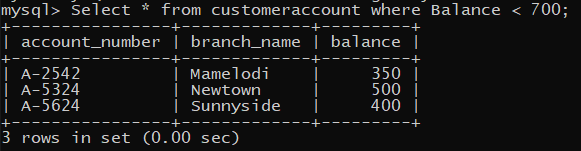 mysql> Select * from customeraccount where Balance < 700;
+----------------+-------------+---------+
| account_number | branch_name | balance |
+----------------+-------------+---------+
| A-2542         | Mamelodi    |     350 |
| A-5324         | Newtown     |     500 |
| A-5624         | Sunnyside   |     400 |
+----------------+-------------+---------+
3 rows in set (0.00 sec)